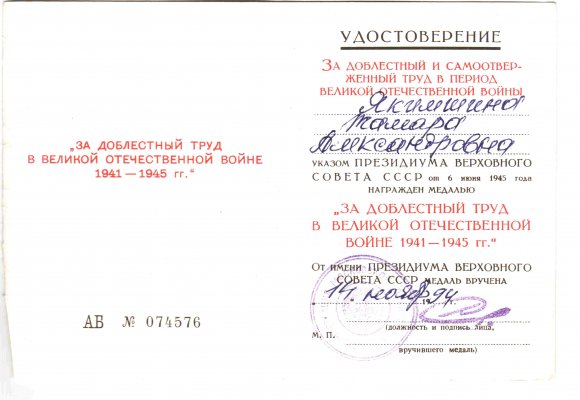 „ЗА ДОБЛЕСТНЫЙ ТРУД
В ВЕЛИКОЙ ОТЕЧЕСТВЕННОЙ ВОЙНЕ
1941—1945 гг.“
АБ № 074576
УДОСТОВЕРЕНИЕ
ЗА ДОБЛЕСТНЫЙ И САМООТВЕР-
ЖЕННЫЙ ТРУД В ПЕРИОД
ВЕЛИКОЙ ОТЕЧЕСТВЕННОЙ ВОЙНЫ
Якимшина
Тамара
Александровна
УКАЗОМ ПРЕЗИДИУМА ВЕРХОВНОГО
СОВЕТА СССР от 6 июня 1945 года
НАГРАЖДЕН МЕДАЛЬЮ
„ЗА ДОБЛЕСТНЫЙ ТРУД
В ВЕЛИКОЙ ОТЕЧЕСТВЕННОЙ
ВОЙНЕ 1941—1945 гг.“
ОТ ИМЕНИ ПРЕЗИДИУМА ВЕРХОВНОГО
СОВЕТА СССР МЕДАЛЬ ВРУЧЕНА
14 ноября 1994 г.
(должность и подпись лица,
М. П.
вручившего медаль)